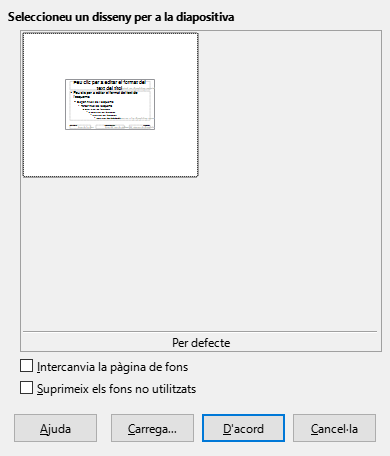 Seleccioneu un disseny per a la diapositiva
Feu clic per a editar el format del
text del títol
Feu clic per a editar el format del text de
l'esquema
Per defecte
Intercanvia la pàgina de fons
Suprimeix els fons no utilitzats
Ajuda
Carrega...
D'acord
Cancel·la